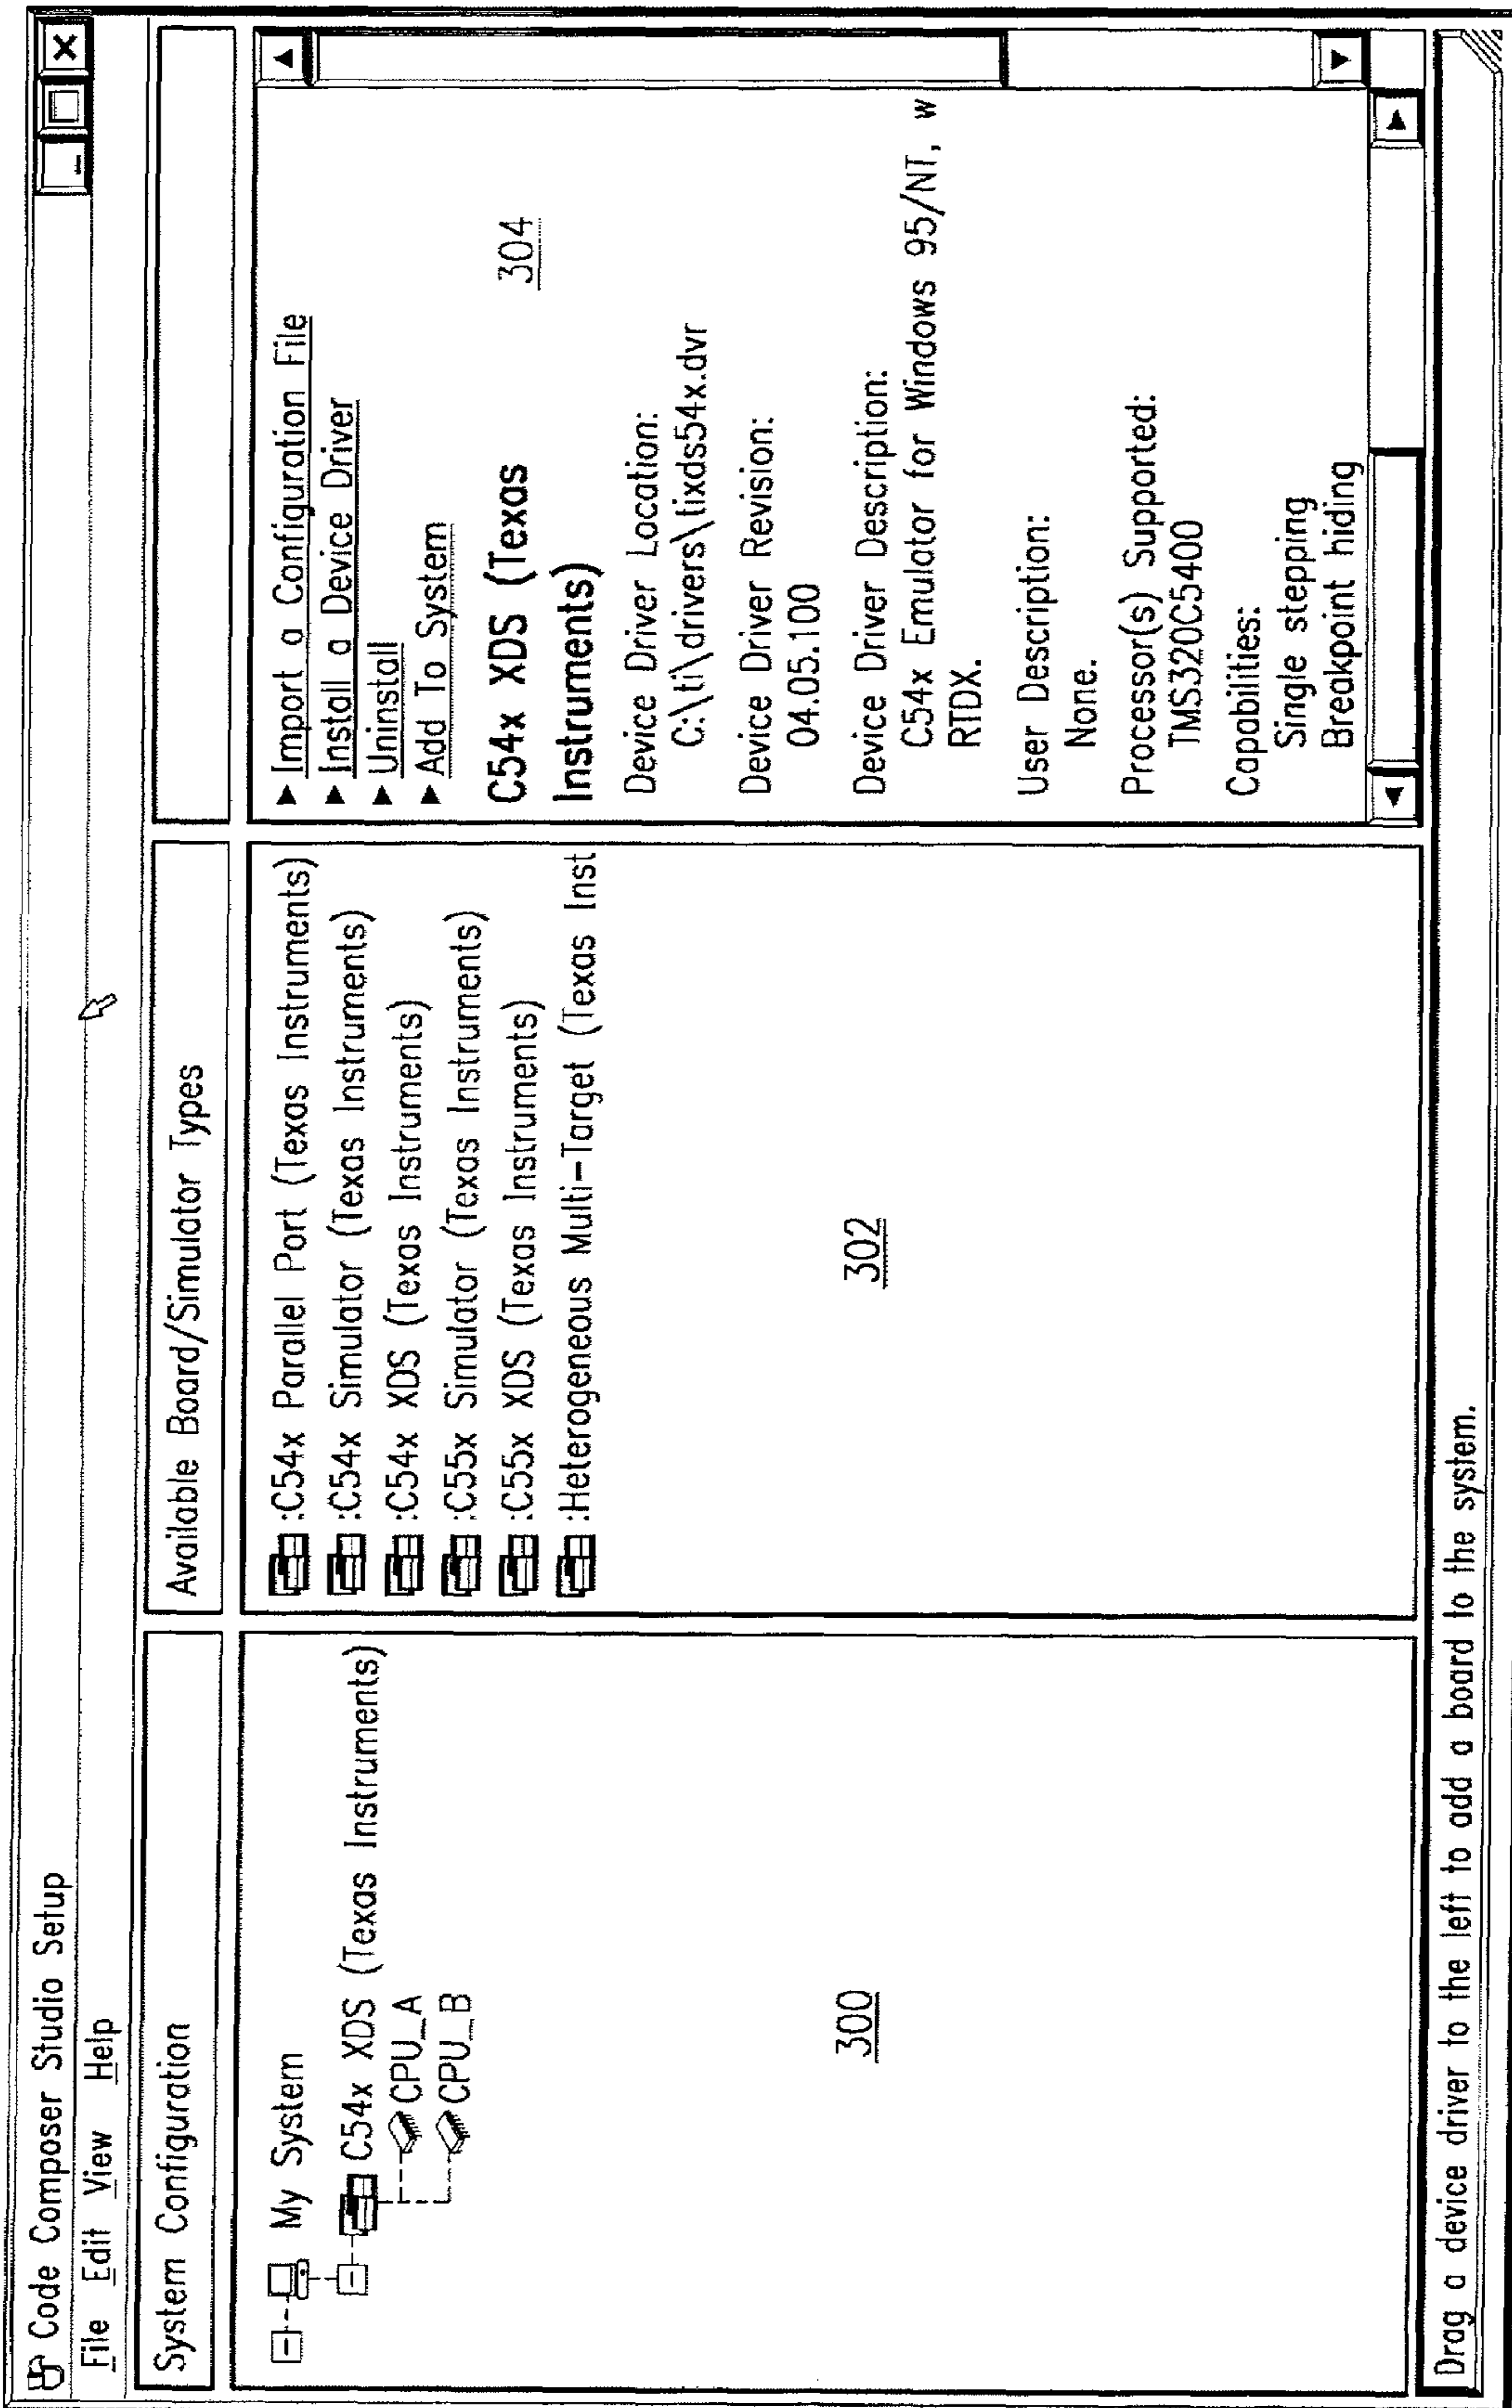 Code Composer Studio Setup
File Edit View Help
System Configuration
My System
C54x XDS (Texas Instruments)
CPU_A
CPU_B
300
Available Board/Simulator Types
:C54x Parallel Port (Texas Instruments)
:C54x Simulator (Texas Instruments)
:C54x XDS (Texas Instruments)
:C55x Simulator (Texas Instruments)
:C55x XDS (Texas Instruments)
:Heterogeneous Multi-Target (Texas Inst
302
Import a Configuration File
Install a Device Driver
Uninstall
Add To System
C54x XDS (Texas
Instruments)
304
Device Driver Location:
C:\ti\drivers\tixds54x.dvr
Device Driver Revision:
04.05.100
Device Driver Description:
C54x Emulator for Windows 95/NT, w
RTDX.
User Description:
None.
Processor(s) Supported:
TMS320C5400
Capabilities:
Single stepping
Breakpoint hiding
Drag a device driver to the left to add a board to the system.